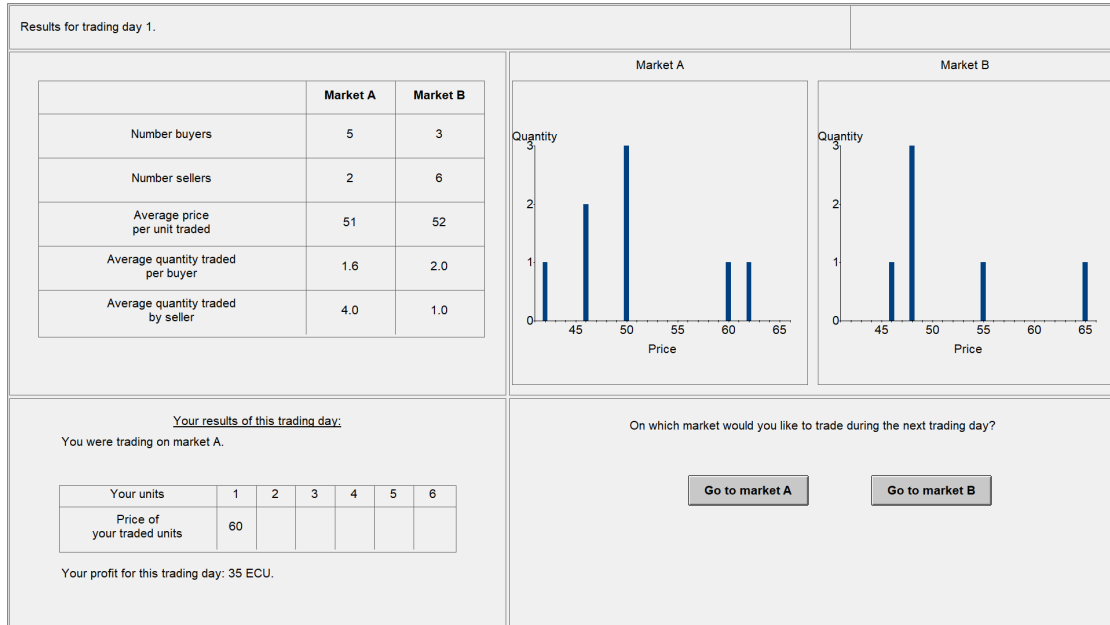 Results for trading day 1.
Market A Market B
Number buyers 5 3
Number sellers 2 6
Average price
per unit traded 51 52
Average quantity traded
per buyer 1.6 2.0
Average quantity traded
by seller 4.0 1.0
Market A
Quantity
3
2
1
0
45 50 55 60 65
Price
Market B
Quantity
3
2
1
0
45 50 55 60 65
Price
Your results of this trading day:
You were trading on market A.
Your units 1 2 3 4 5 6
Price of
your traded units 60
Your profit for this trading day: 35 ECU.
On which market would you like to trade during the next trading day?
Go to market A Go to market B